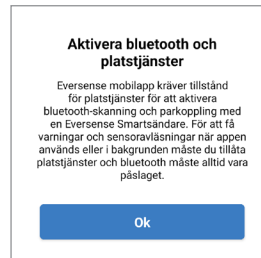 Aktivera bluetooth och
platstjänster
Eversense mobilapp kräver tillstånd
för platstjänster för att aktivera
bluetooth-skanning och parkoppling med
en Eversense Smartsändare. För att få
varningar och sensoravläsningar när appen
används eller i bakgrunden måste du tillåta
platstjänster och bluetooth måste alltid vara
påslaget.
Ok